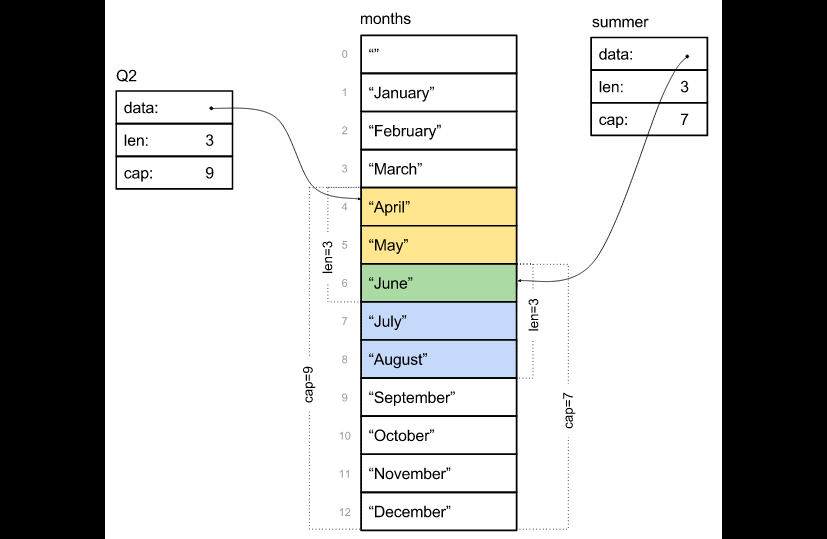 months
summer
Q2
data:
len: 3
cap: 9
data:
len: 3
cap: 7
0 “”
1 “January”
2 “February”
3 “March”
4 “April”
5 “May”
6 “June”
7 “July”
8 “August”
9 “September”
10 “October”
11 “November”
12 “December”
len=3
cap=9
len=3
cap=7